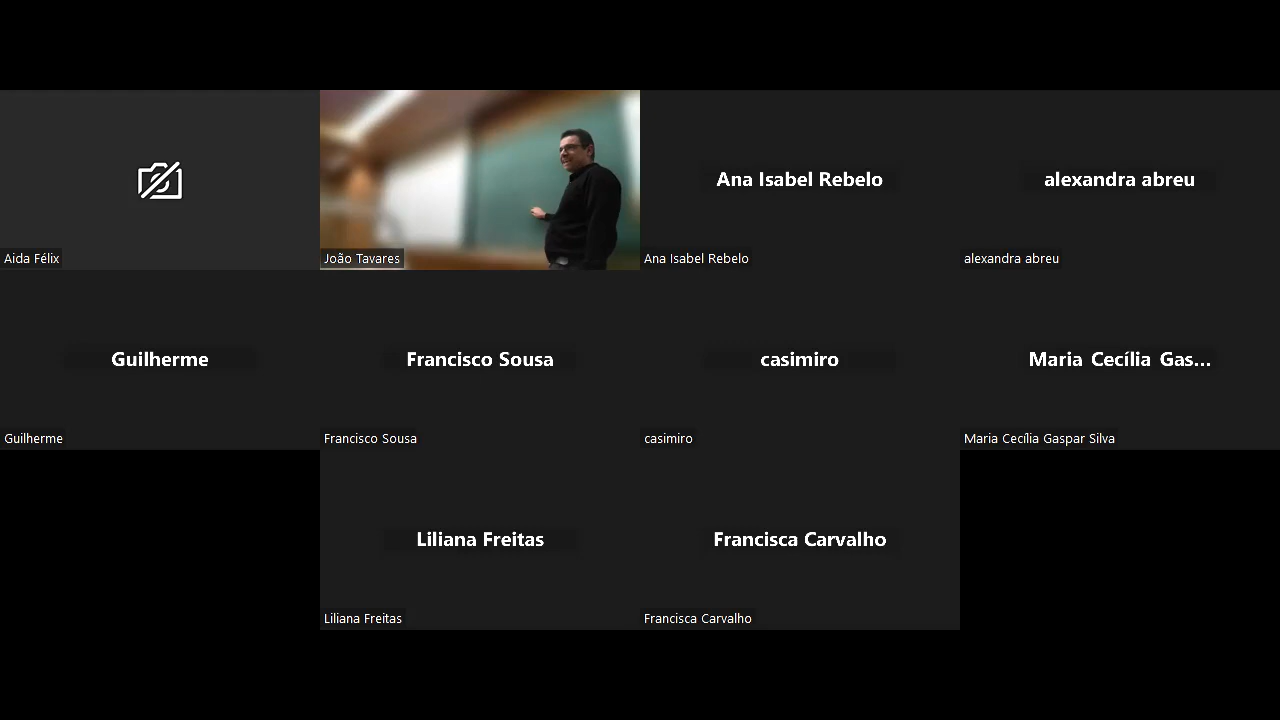 Ana Isabel Rebelo
alexandra abreu
Aida Félix
João Tavares
Ana Isabel Rebelo
alexandra abreu
Guilherme
Francisco Sousa
casimiro
Maria Cecília Gas...
Guilherme
Francisco Sousa
casimiro
Maria Cecília Gaspar Silva
Liliana Freitas
Francisca Carvalho
Liliana Freitas
Francisca Carvalho